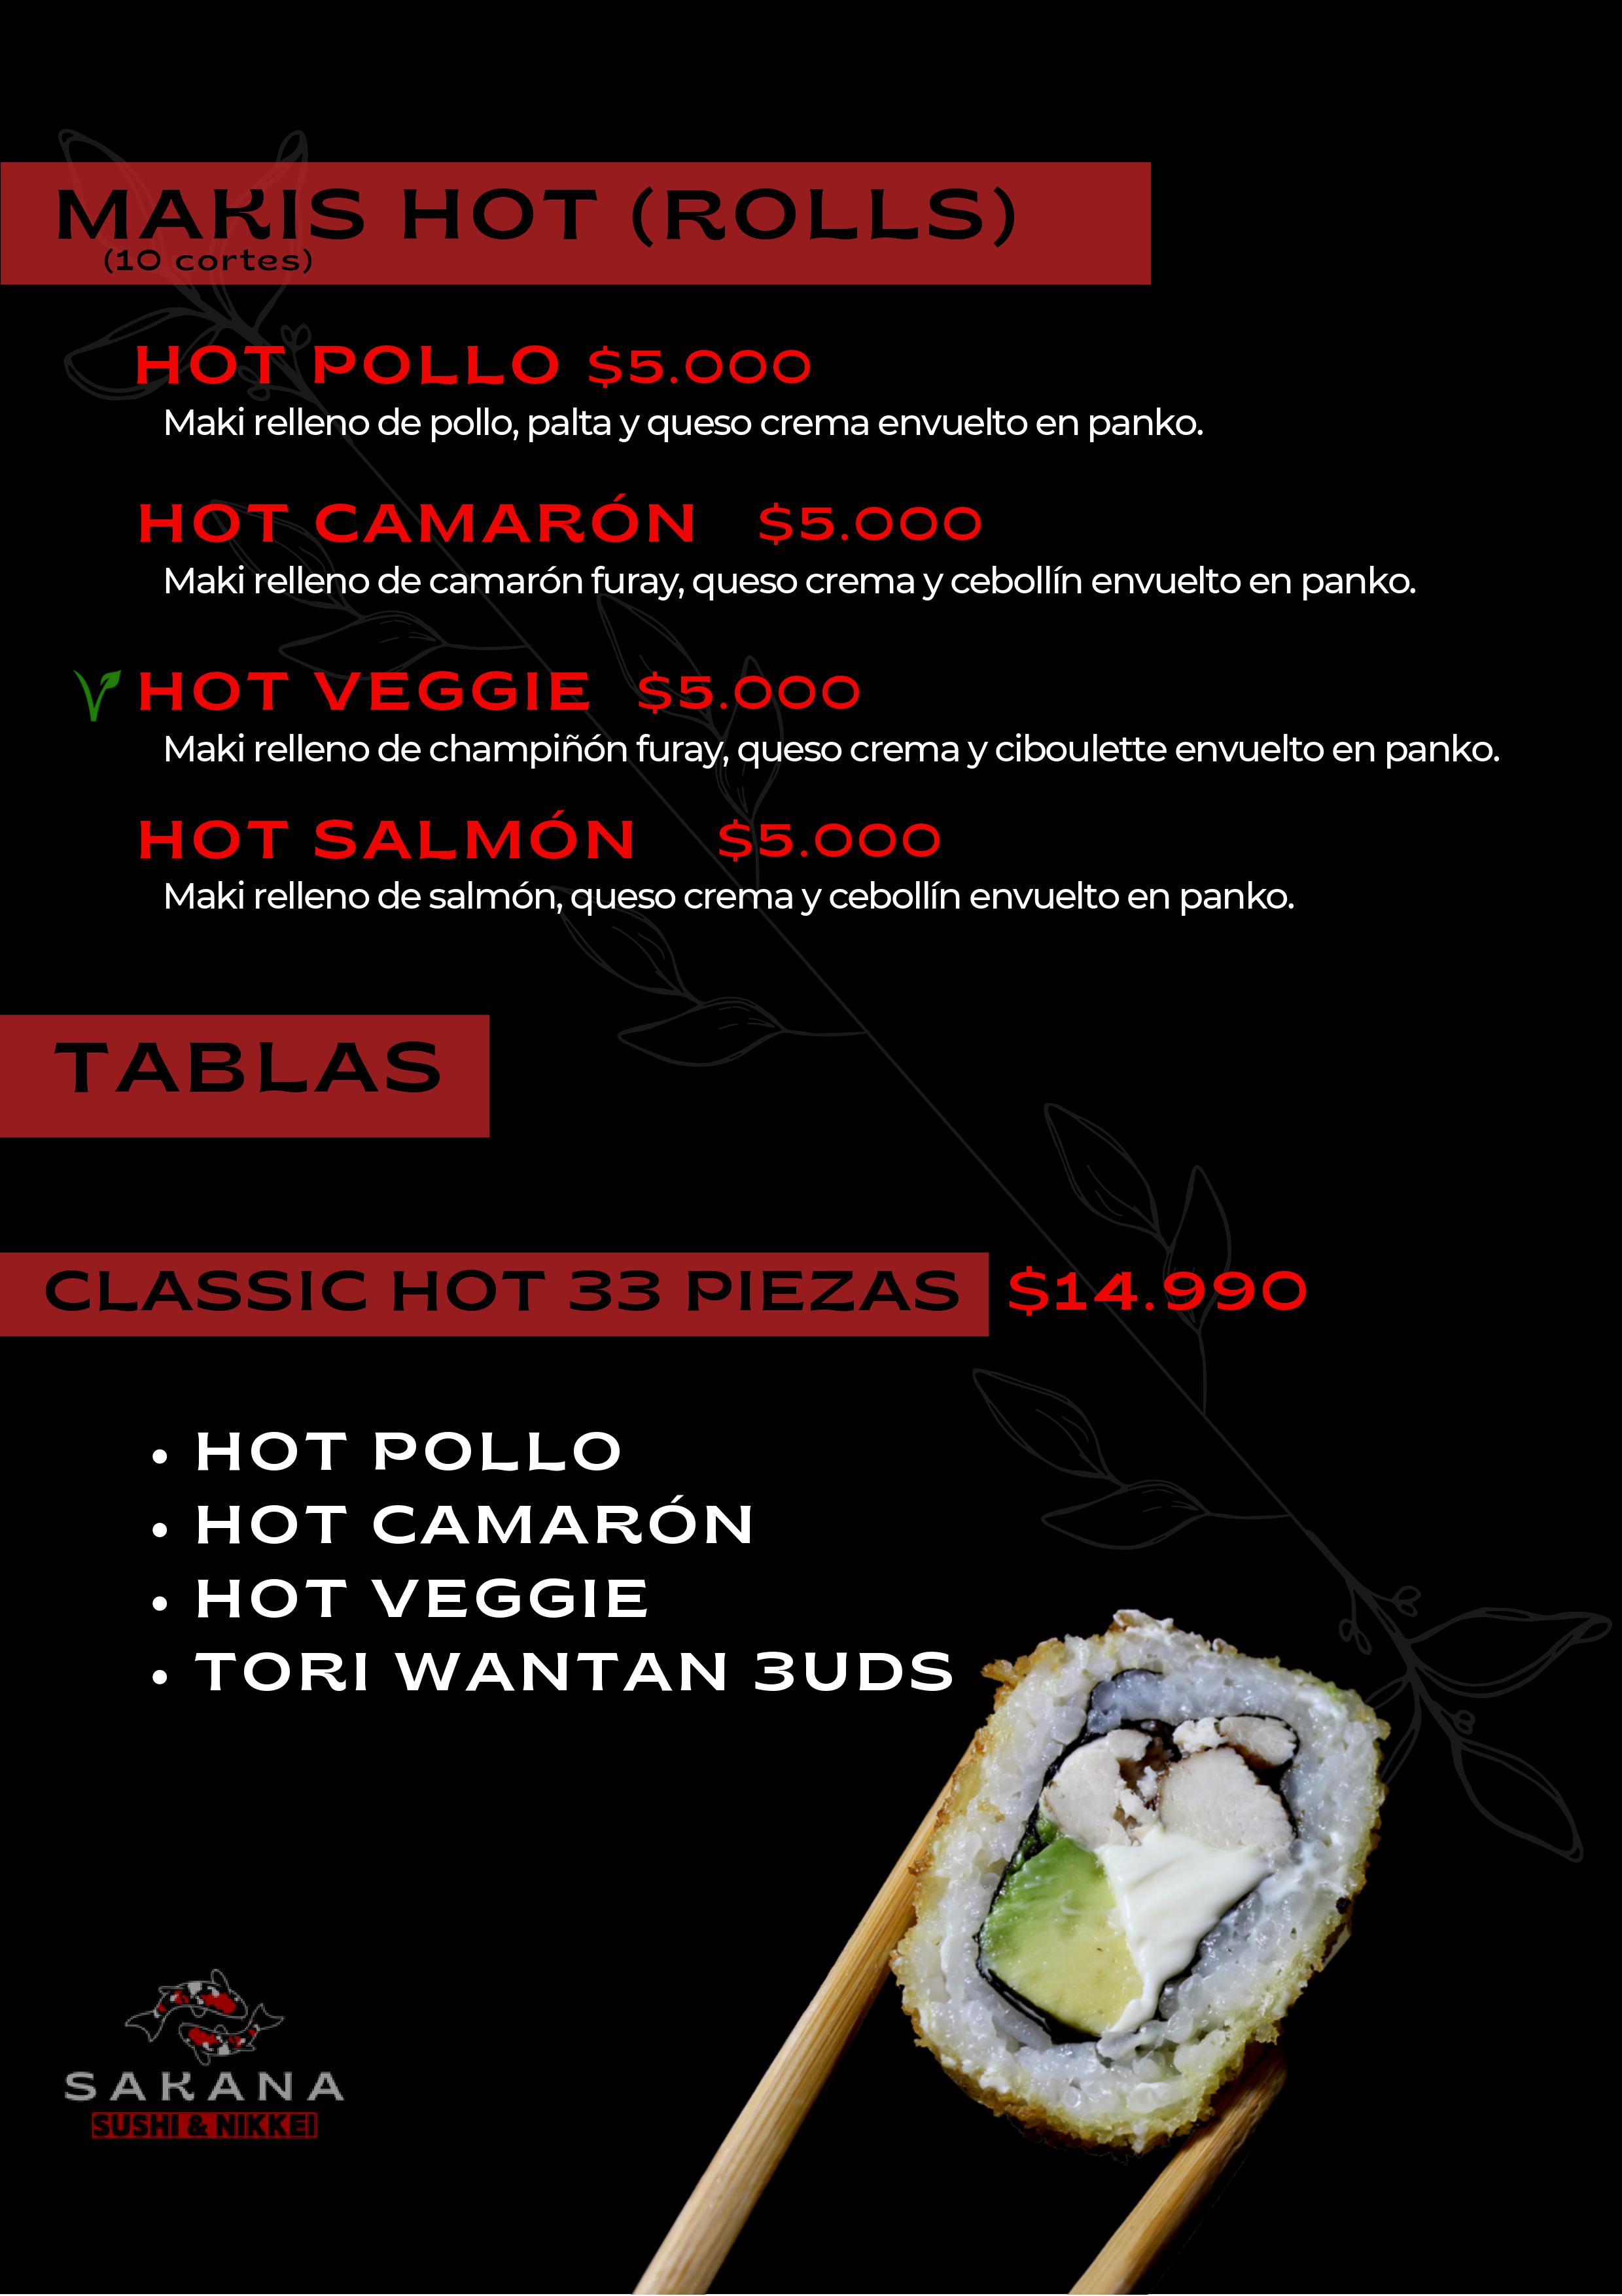 MAKIS HOT (ROLLS)
(10 cortes)
HOT POLLO $5.000
Maki relleno de pollo, palta y queso crema envuelto en panko.
HOT CAMARÓN $5.000
Maki relleno de camarón furay, queso crema y cebollín envuelto en panko.
HOT VEGGIE $5.000
Maki relleno de champiñón furay, queso crema y ciboulette envuelto en panko.
HOT SALMÓN $5.000
Maki relleno de salmón, queso crema y cebollín envuelto en panko.
TABLAS
CLASSIC HOT 33 PIEZAS $14.990
• HOT POLLO
• HOT CAMARÓN
• HOT VEGGIE
• TORI WANTAN 3UDS
SAKANA
SUSHI & NIKKEI